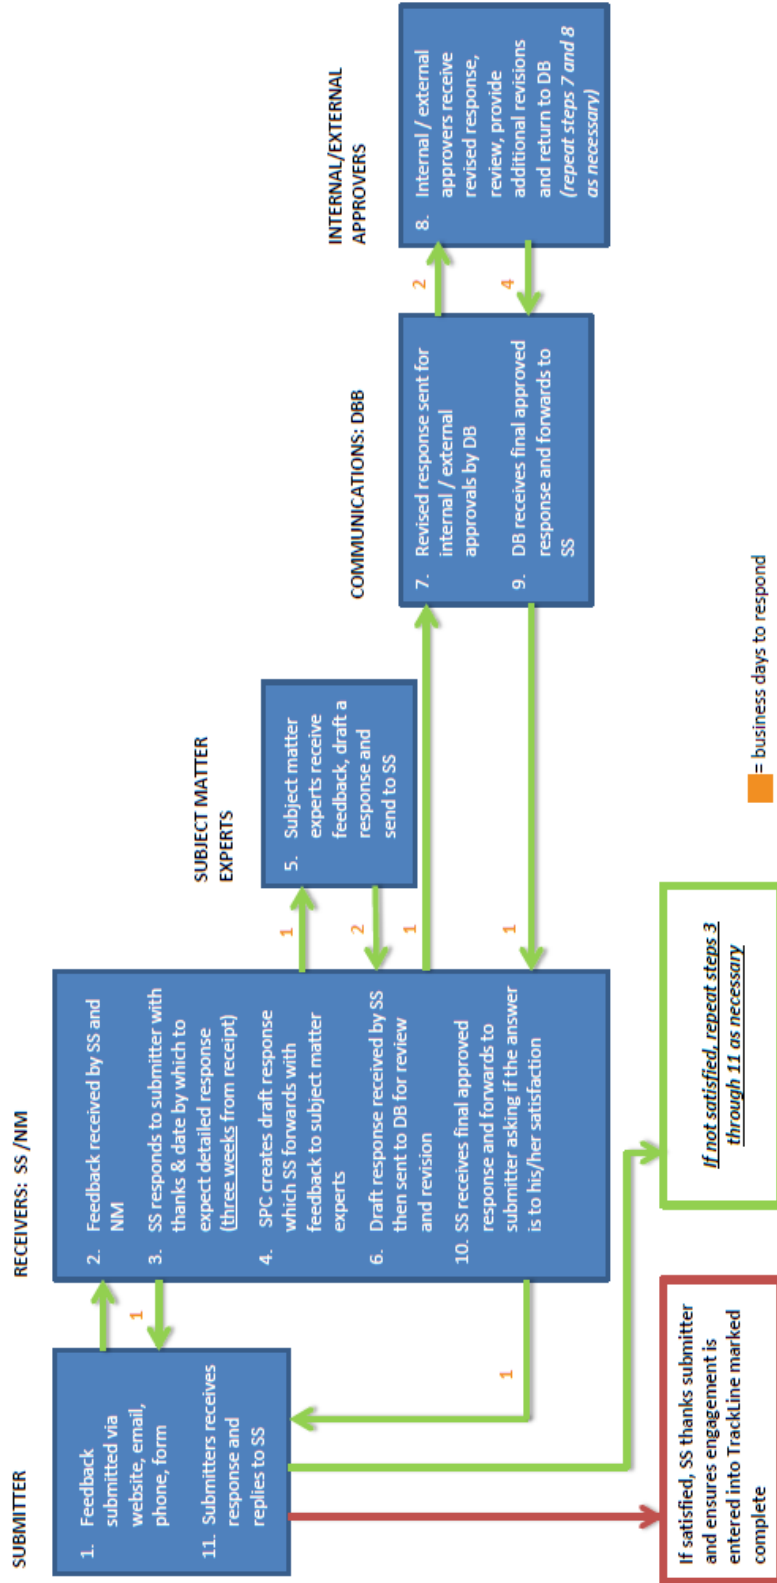 SUBMITTER
1. Feedback
submitted via
website, email,
phone, form
11. Submitters receives
response and
replies to SS
RECEIVERS: SS /NM
2. Feedback received by SS and
NM
3. SS responds to submitter with
thanks & date by which to
expect detailed response
(three weeks from receipt)
4. SPC creates draft response
which SS forwards with
feedback to subject matter
experts
6. Draft response received by SS
then sent to DB for review
and revision
10. SS receives final approved
response and forwards to
submitter asking if the answer
is to his/her satisfaction
SUBJECT MATTER
EXPERTS
5. Subject matter
experts receive
feedback, draft a
response and
send to SS
COMMUNICATIONS: DBB
7. Revised response sent for
internal / external
approvals by DB
9. DB receives final approved
response and forwards to
SS
INTERNAL/EXTERNAL
APPROVERS
8. Internal / external
approvers receive
revised response,
review, provide
additional revisions
and return to DB
(repeat steps 7 and 8
as necessary)
1
1
1
2
1
1
2
4
If satisfied, SS thanks submitter
and ensures engagement is
entered into TrackLine marked
complete
If not satisfied, repeat steps 3
through 11 as necessary
= business days to respond